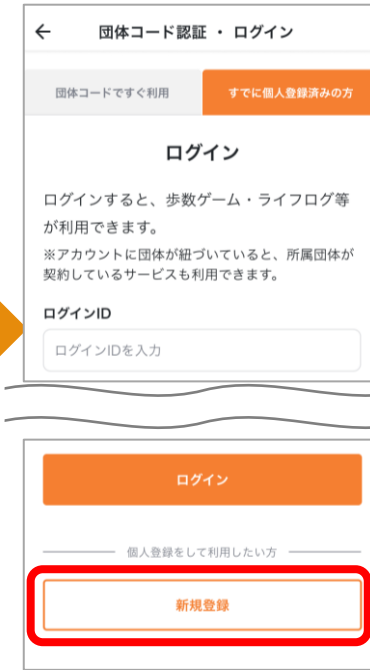 団体コード認証 ・ ログイン
団体コードですぐ利用
すでに個人登録済みの方
ログイン
ログインすると、歩数ゲーム・ライフログ等
が利用できます。
※アカウントに団体が紐づいていると、所属団体が
契約しているサービスも利用できます。
ログインID
ログインIDを入力
ログイン
個人登録をして利用したい方
新規登録